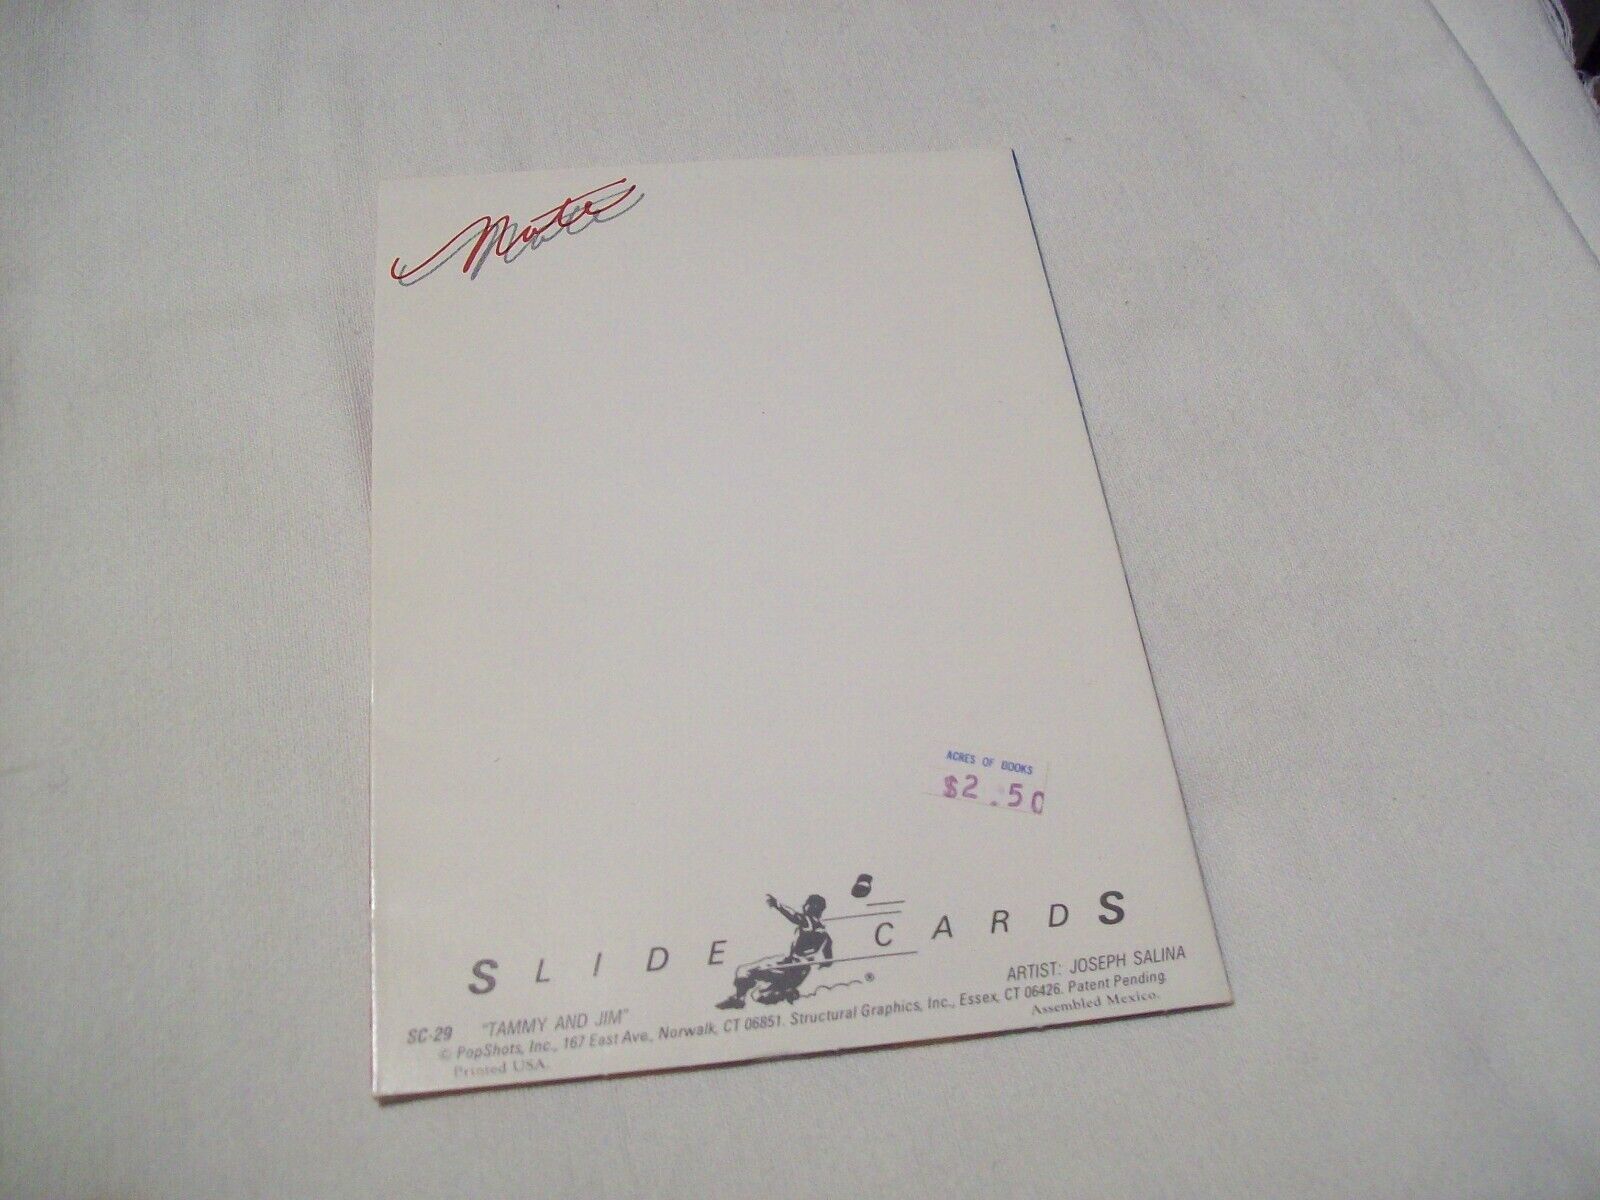 Notes
ACRES OF BOOKS
$2.50
SLIDE CARDS
®
ARTIST: JOSEPH SALINA
SC-29 "TAMMY AND JIM"
© PopShots, Inc., 167 East Ave., Norwalk, CT 06851. Structural Graphics, Inc., Essex, CT 06426. Patent Pending.
Printed USA. Assembled Mexico.